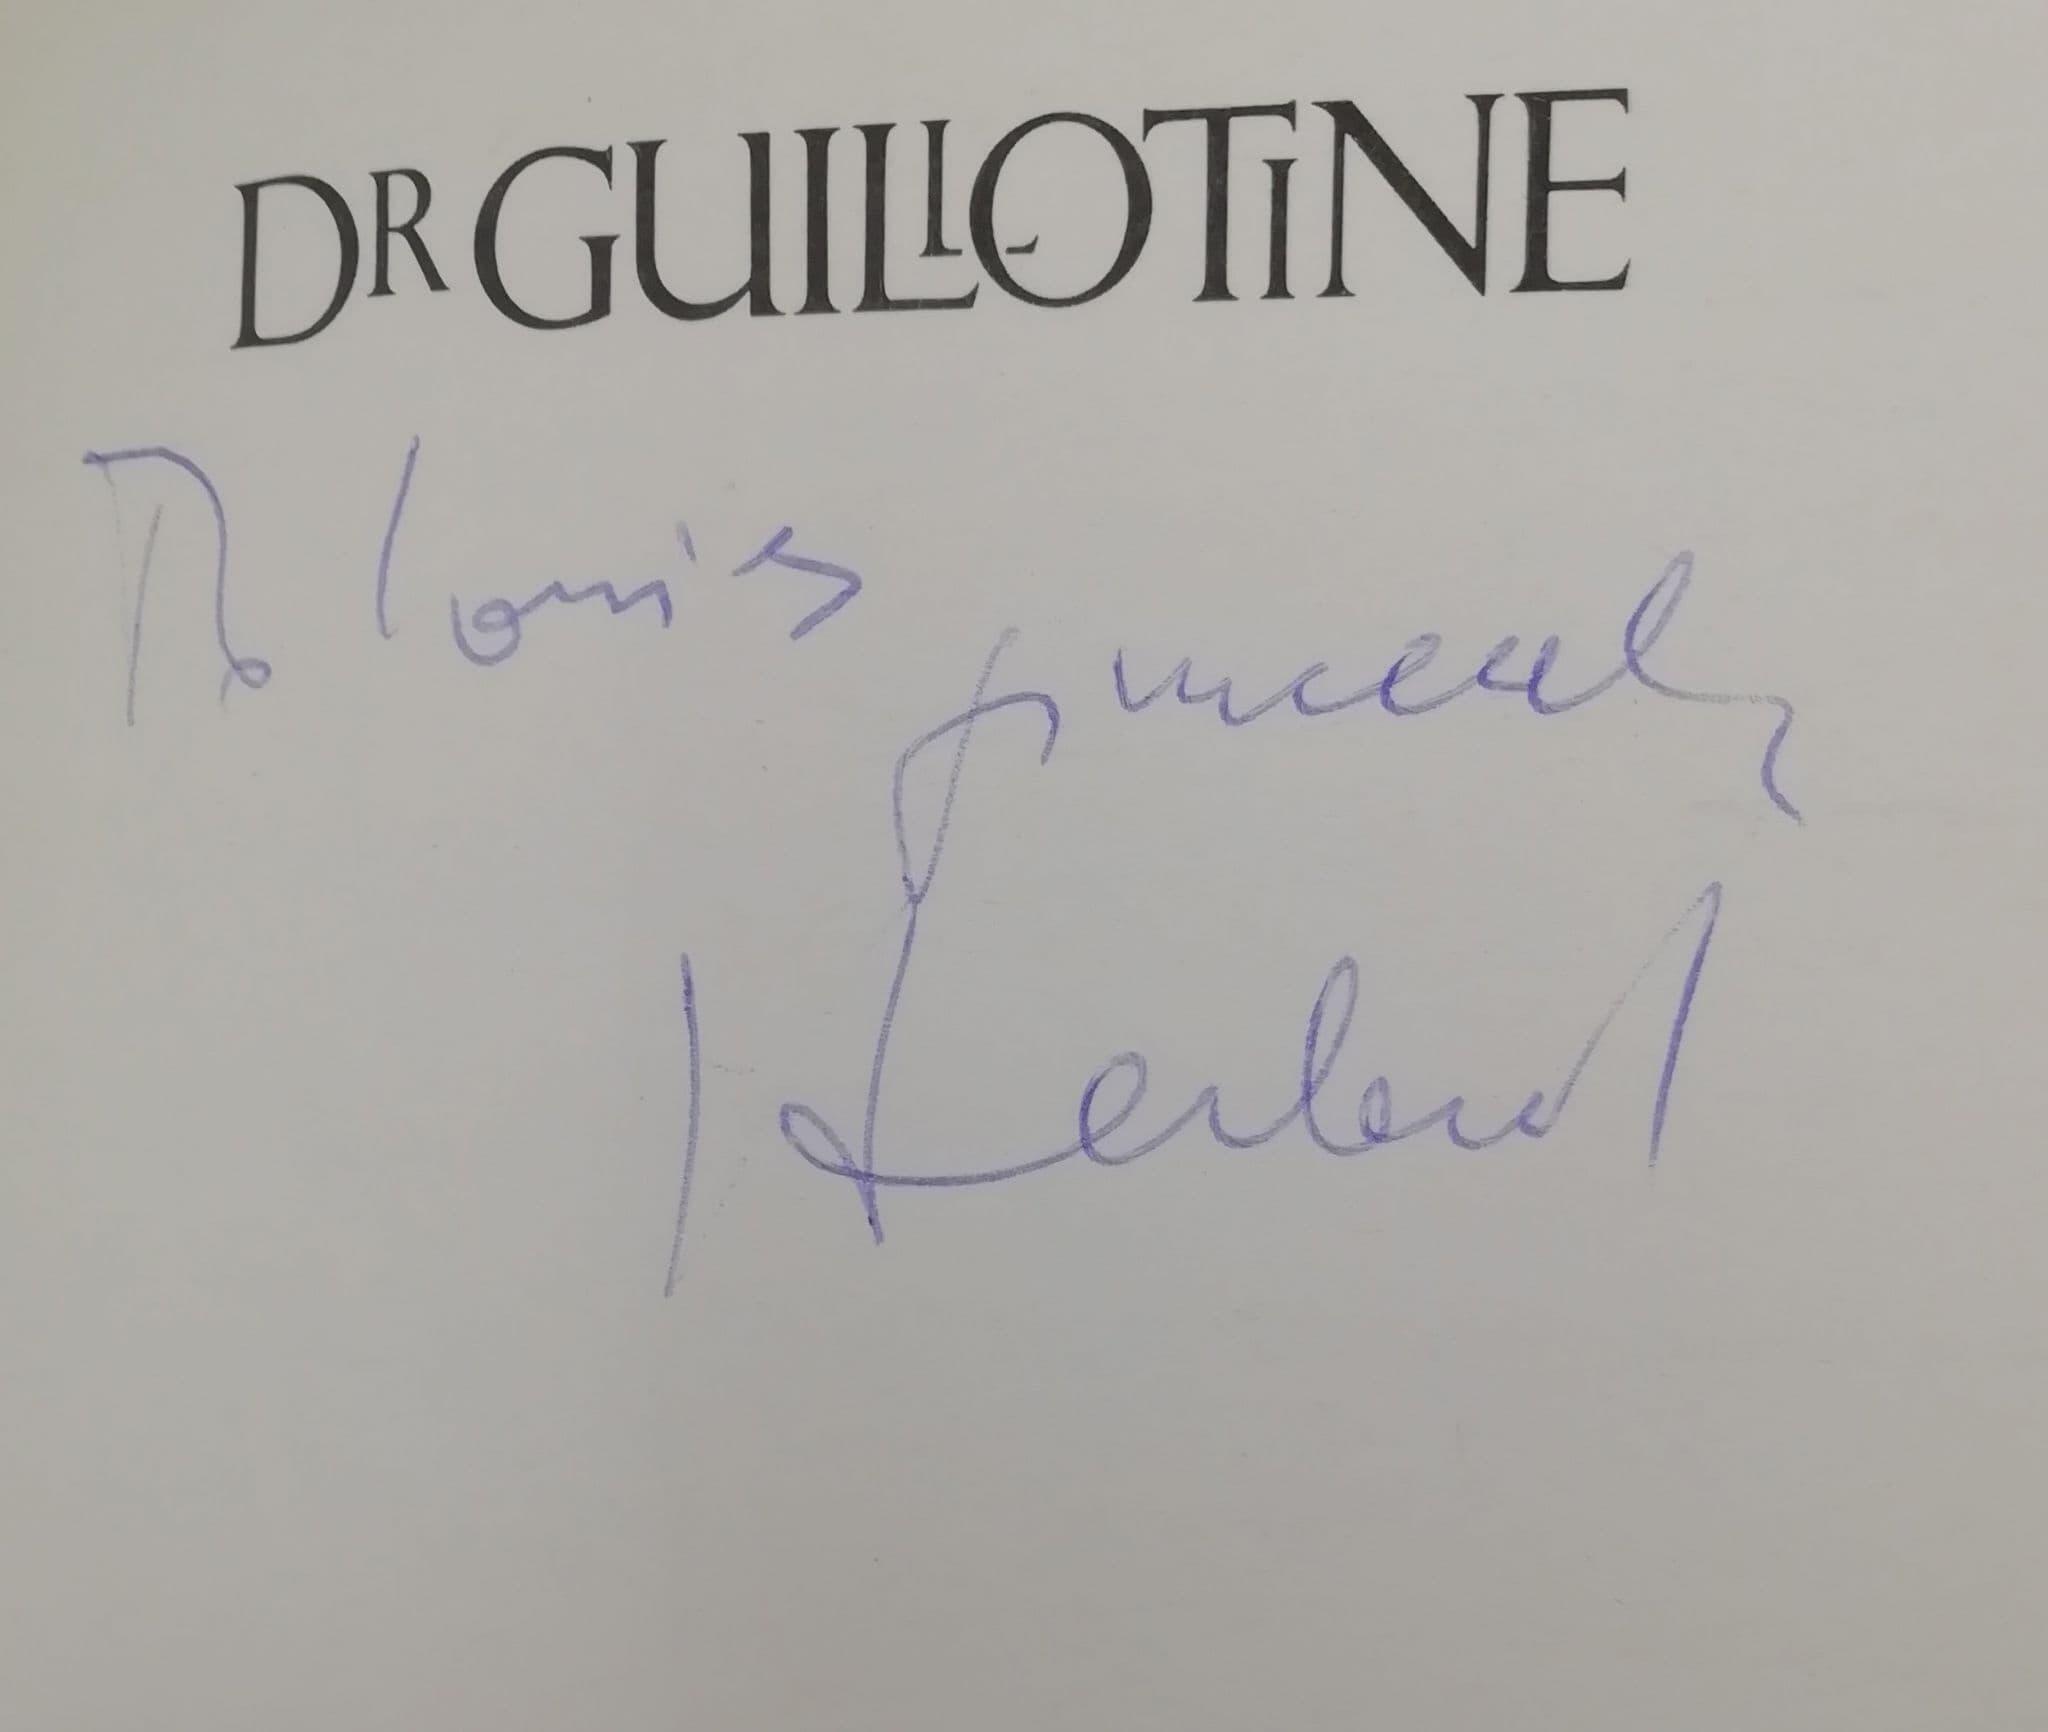 DR GUILLOTINE
To Louis
Sincerely
Herbert